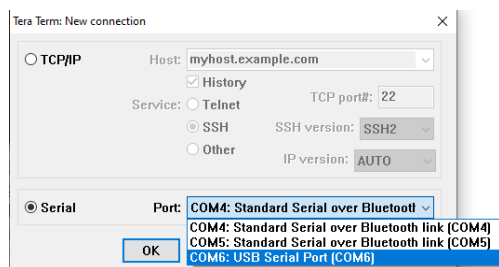 Tera Term: New connection
TCP/IP
Host: myhost.example.com
History
Service: Telnet
TCP port#: 22
SSH
SSH version: SSH2
Other
IP version: AUTO
Serial
Port: COM4: Standard Serial over Bluetooth
COM4: Standard Serial over Bluetooth link (COM4)
COM5: Standard Serial over Bluetooth link (COM5)
COM6: USB Serial Port (COM6)
OK